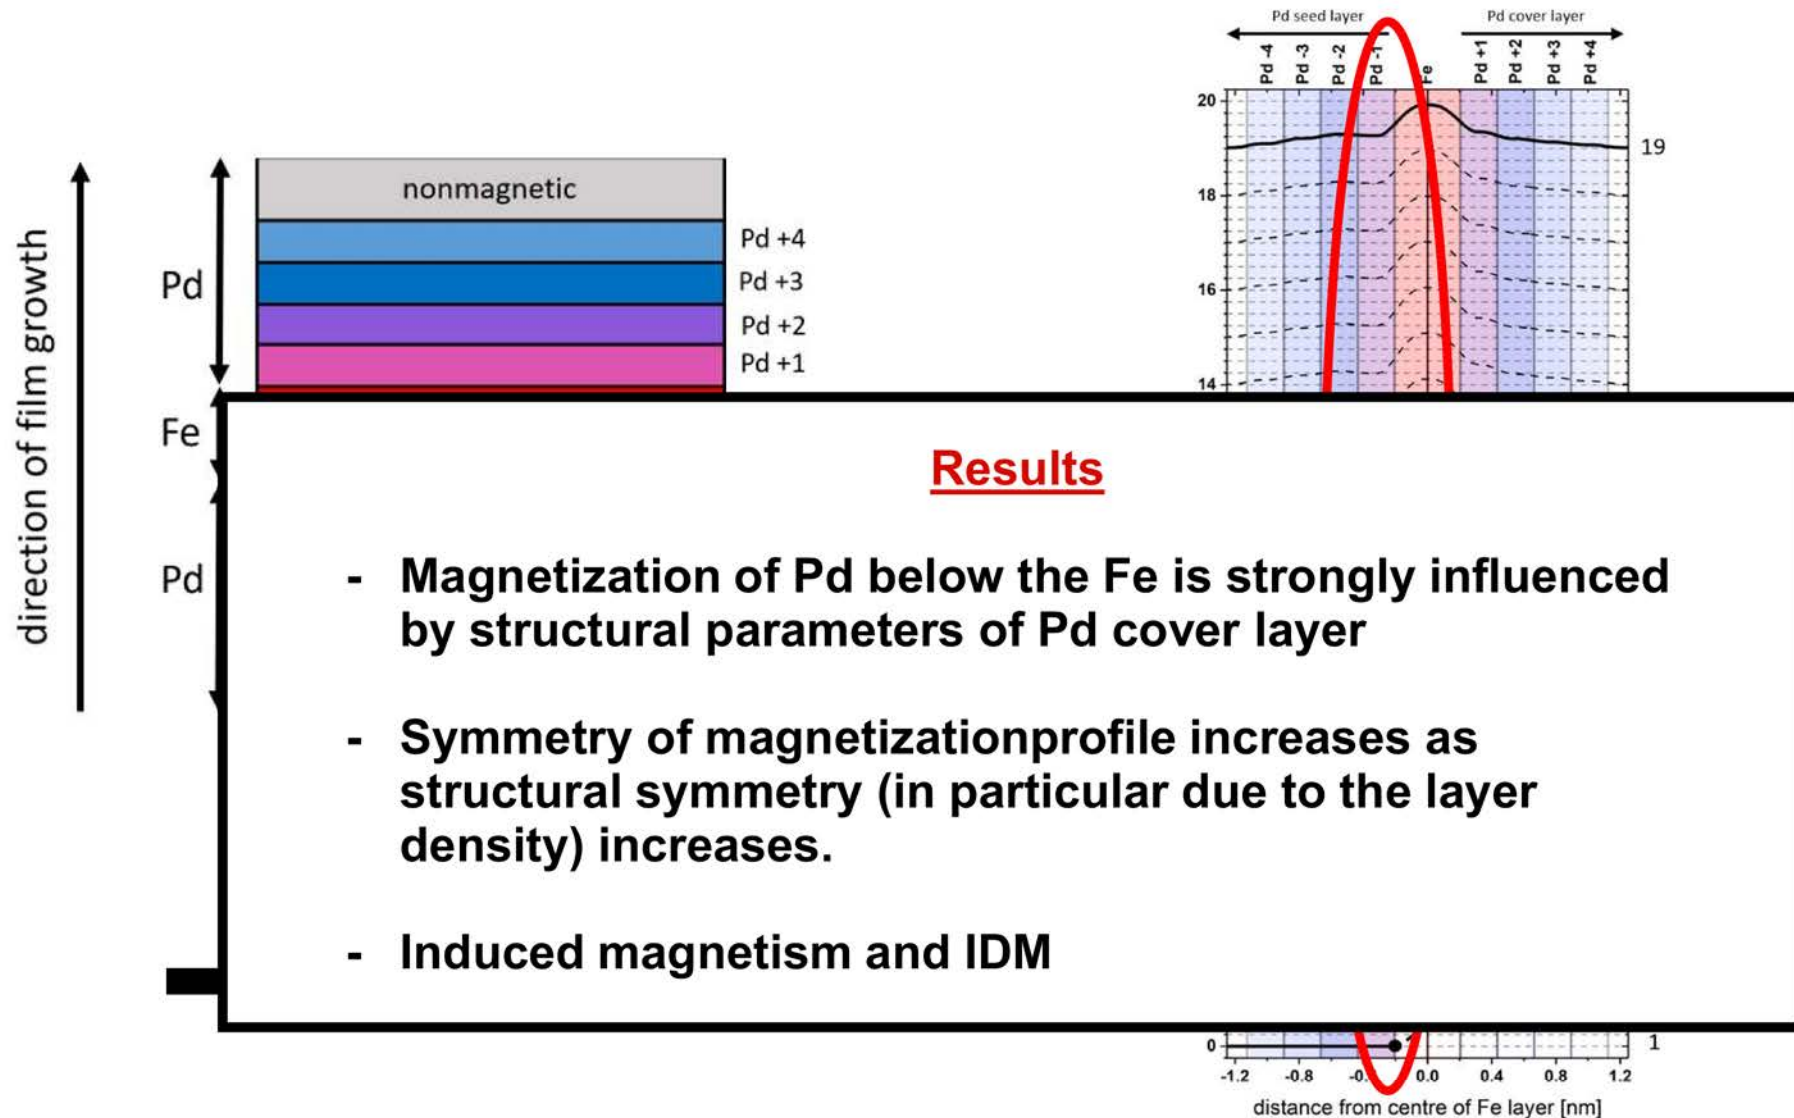 direction of film growth
Pd
Fe
Pd
nonmagnetic
Pd +4
Pd +3
Pd +2
Pd +1
Pd seed layer
Pd cover layer
Pd -4
Pd -3
Pd -2
Pd -1
Pd +1
Pd +2
Pd +3
Pd +4
20
18
16
14
19
Results
- Magnetization of Pd below the Fe is strongly influenced
by structural parameters of Pd cover layer
- Symmetry of magnetizationprofile increases as
structural symmetry (in particular due to the layer
density) increases.
- Induced magnetism and IDM
0
1
-1.2
-0.8
0.0
0.4
0.8
1.2
distance from centre of Fe layer [nm]